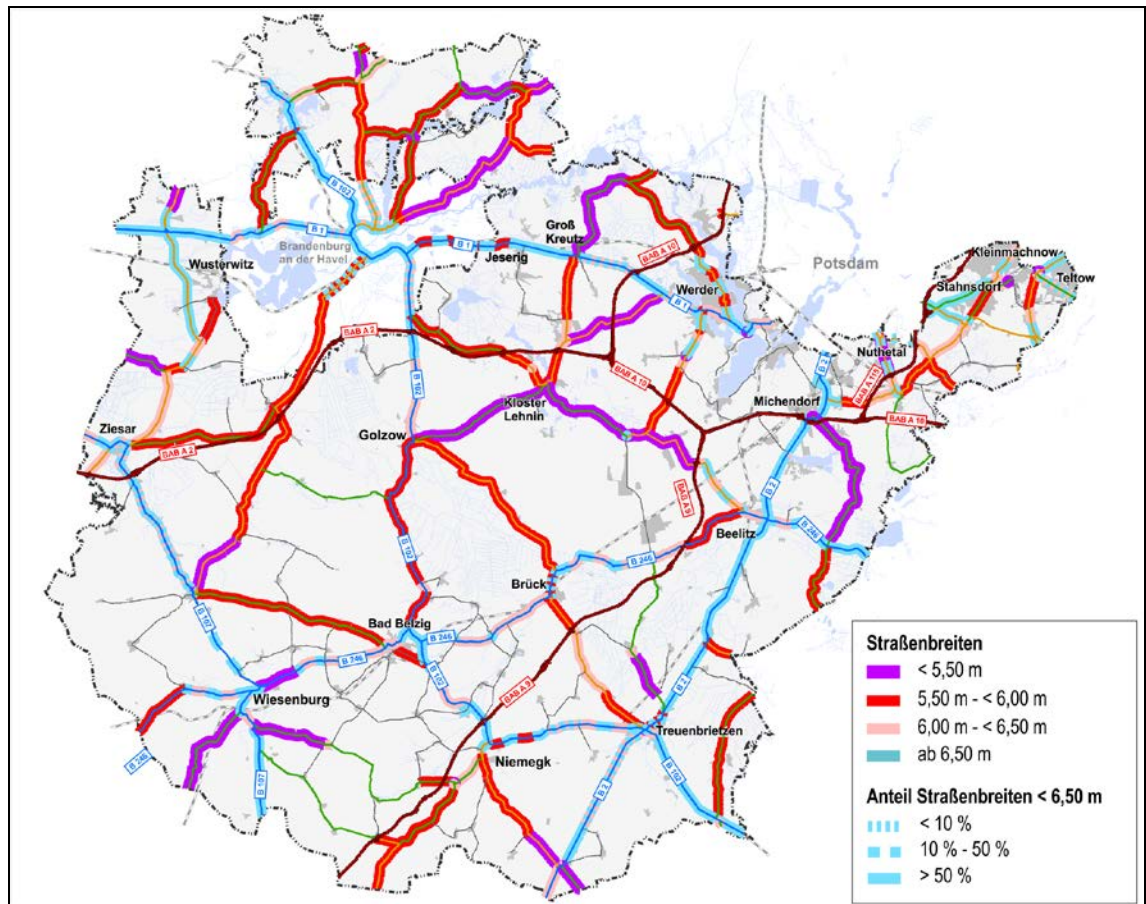 B 102
B 1
Brandenburg
an der Havel
Wusterwitz
B 1
Jeserig
Groß
Kreutz
BAB A 10
Werder
B 1
Potsdam
Kleinmachnow
Teltow
Stahnsdorf
Nuthetal
BAB A 115
B 2
Michendorf
BAB A 10
BAB A 10
BAB A 2
B 102
Kloster
Lehnin
Golzow
Ziesar
BAB A 2
BAB A 9
B 2
Beelitz
B 246
B 246
B 102
Brück
B 107
Bad Belzig
B 246
B 246
B 102
BAB A 9
B 2
Wiesenburg
Treuenbrietzen
Niemegk
B 246
B 107
B 2
B 102
Straßenbreiten
< 5,50 m
5,50 m - < 6,00 m
6,00 m - < 6,50 m
ab 6,50 m
Anteil Straßenbreiten < 6,50 m
< 10 %
10 % - 50 %
> 50 %